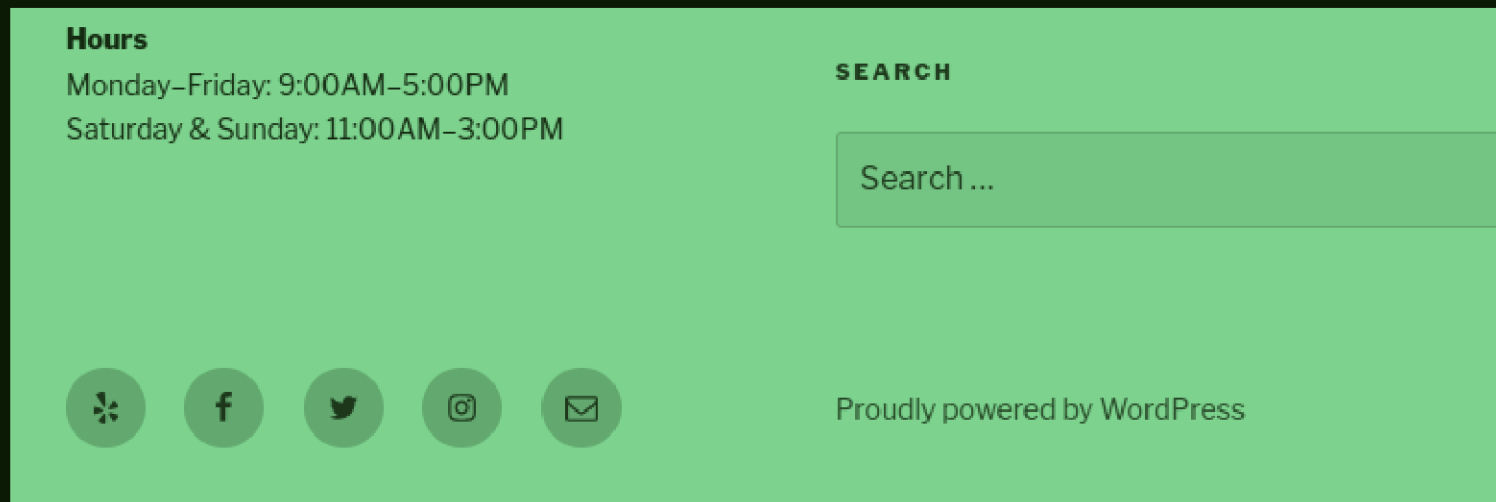 Hours
Monday–Friday: 9:00AM–5:00PM
Saturday & Sunday: 11:00AM–3:00PM
SEARCH
Search …
Proudly powered by WordPress